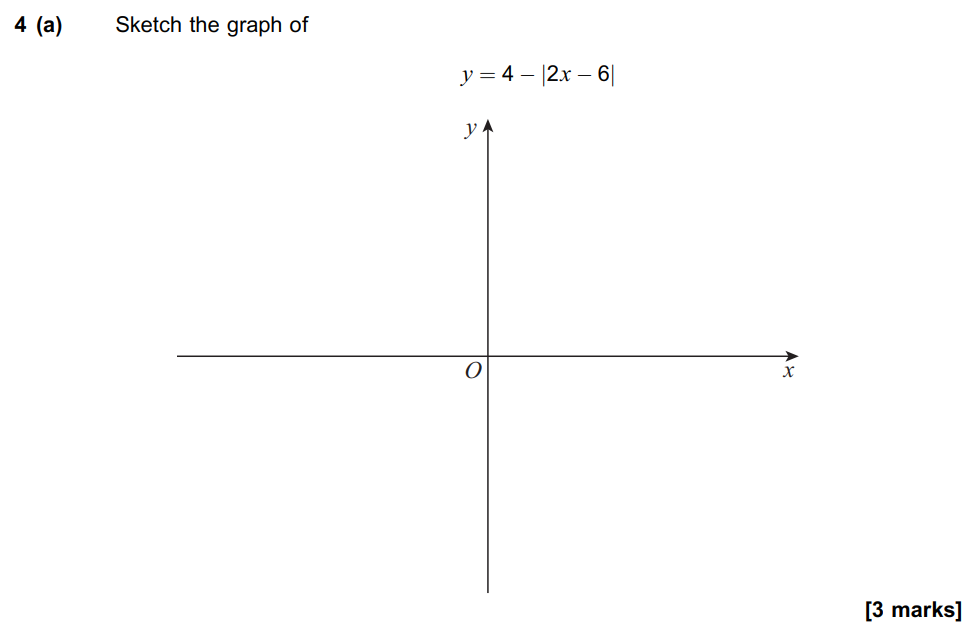 4 (a) Sketch the graph of
y = 4 – |2x – 6|
y
O
x
[3 marks]